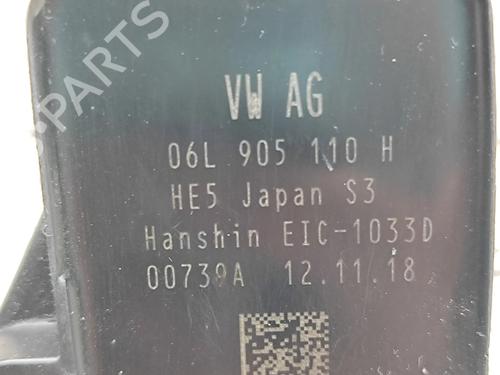 VW AG
06L 905 110 H
HE5 Japan S3
Hanshin EIC-1033D
00739A 12.11.18
PARTS